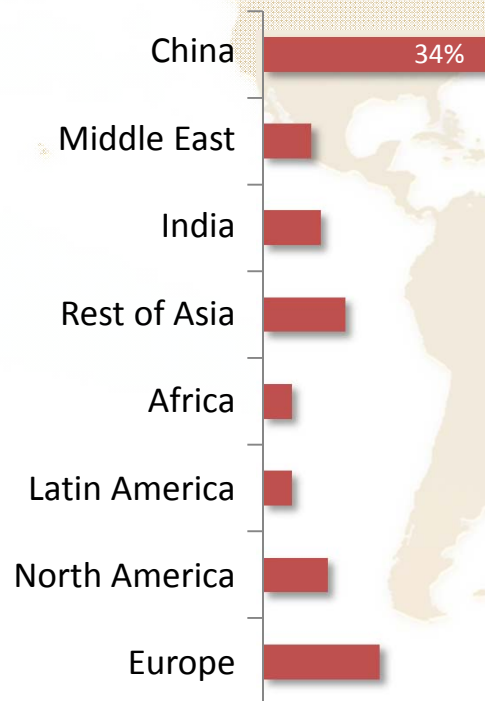 China
34%
Middle East
India
Rest of Asia
Africa
Latin America
North America
Europe